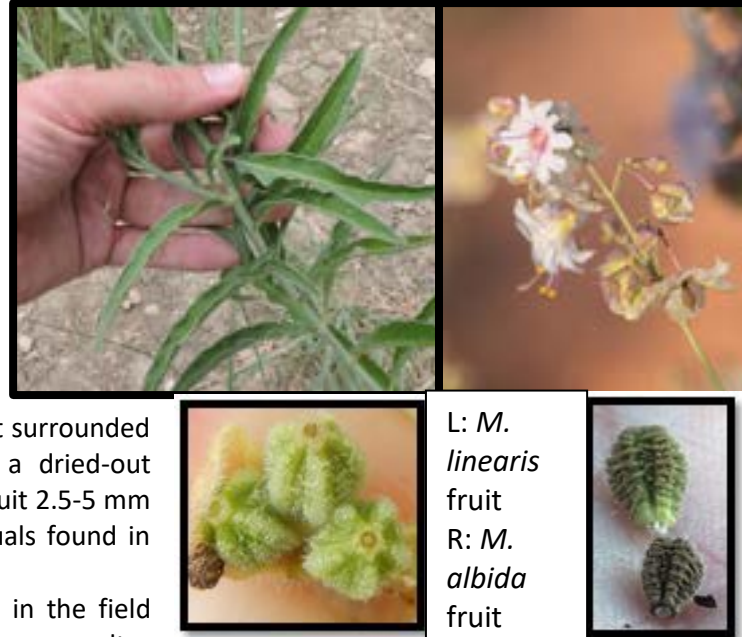 t surrounded
a dried-out
uit 2.5-5 mm
uals found in
in the field
L: M.
linearis
fruit
R: M.
albida
fruit